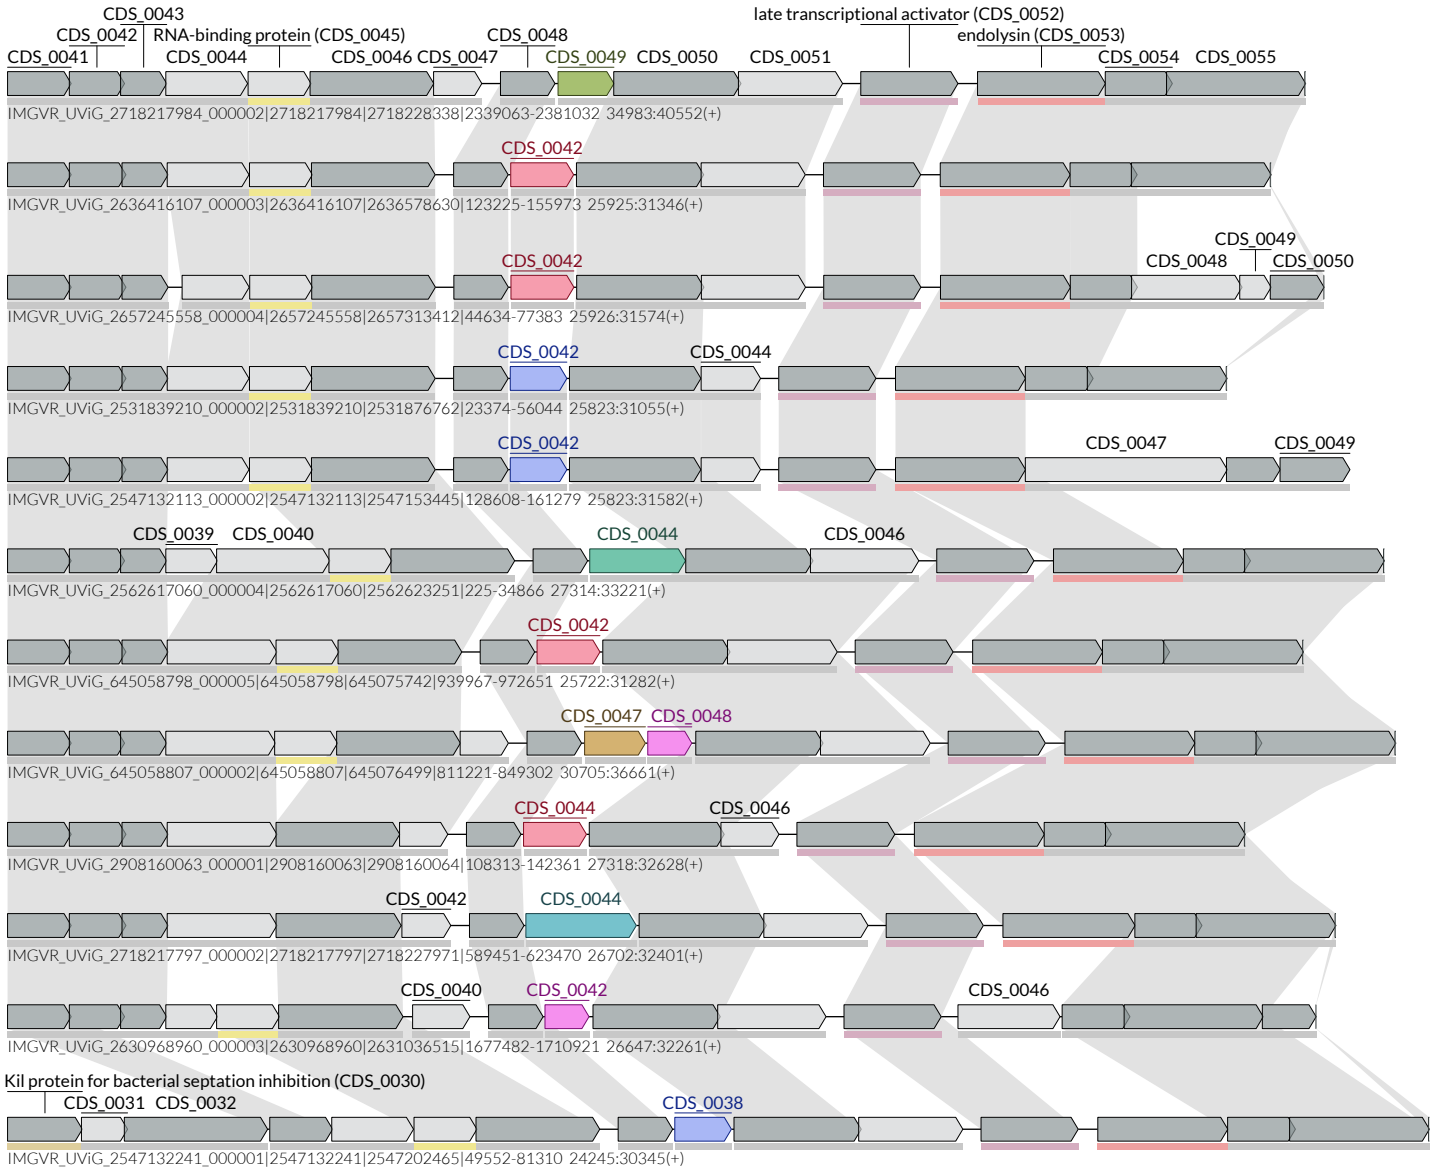 CDS_0043
late transcriptional activator (CDS_0052)
CDS_0042 RNA-binding protein (CDS_0045) CDS_0048 endolysin (CDS_0053)
CDS_0041 CDS_0044 CDS_0046 CDS_0047 CDS_0049 CDS_0050 CDS_0051 CDS_0054 CDS_0055
IMGVR_UViG_2718217984_000002|2718217984|2718228338|2339063-2381032 34983:40552(+)
CDS_0042
IMGVR_UViG_2636416107_000003|2636416107|2636578630|123225-155973 25925:31346(+)
CDS_0049
CDS_0042 CDS_0048 CDS_0050
IMGVR_UViG_2657245558_000004|2657245558|2657313412|44634-77383 25926:31574(+)
CDS_0042 CDS_0044
IMGVR_UViG_2531839210_000002|2531839210|2531876762|23374-56044 25823:31055(+)
CDS_0042 CDS_0047 CDS_0049
IMGVR_UViG_2547132113_000002|2547132113|2547153445|128608-161279 25823:31582(+)
CDS_0039 CDS_0040 CDS_0044 CDS_0046
IMGVR_UViG_2562617060_000004|2562617060|2562623251|225-34866 27314:33221(+)
CDS_0042
IMGVR_UViG_645058798_000005|645058798|645075742|939967-972651 25722:31282(+)
CDS_0047 CDS_0048
IMGVR_UViG_645058807_000002|645058807|645076499|811221-849302 30705:36661(+)
CDS_0044 CDS_0046
IMGVR_UViG_2908160063_000001|2908160063|2908160064|108313-142361 27318:32628(+)
CDS_0042 CDS_0044
IMGVR_UViG_2718217797_000002|2718217797|2718227971|589451-623470 26702:32401(+)
CDS_0040 CDS_0042 CDS_0046
IMGVR_UViG_2630968960_000003|2630968960|2631036515|1677482-1710921 26647:32261(+)
Kil protein for bacterial septation inhibition (CDS_0030)
CDS_0031 CDS_0032 CDS_0038
IMGVR_UViG_2547132241_000001|2547132241|2547202465|49552-81310 24245:30345(+)